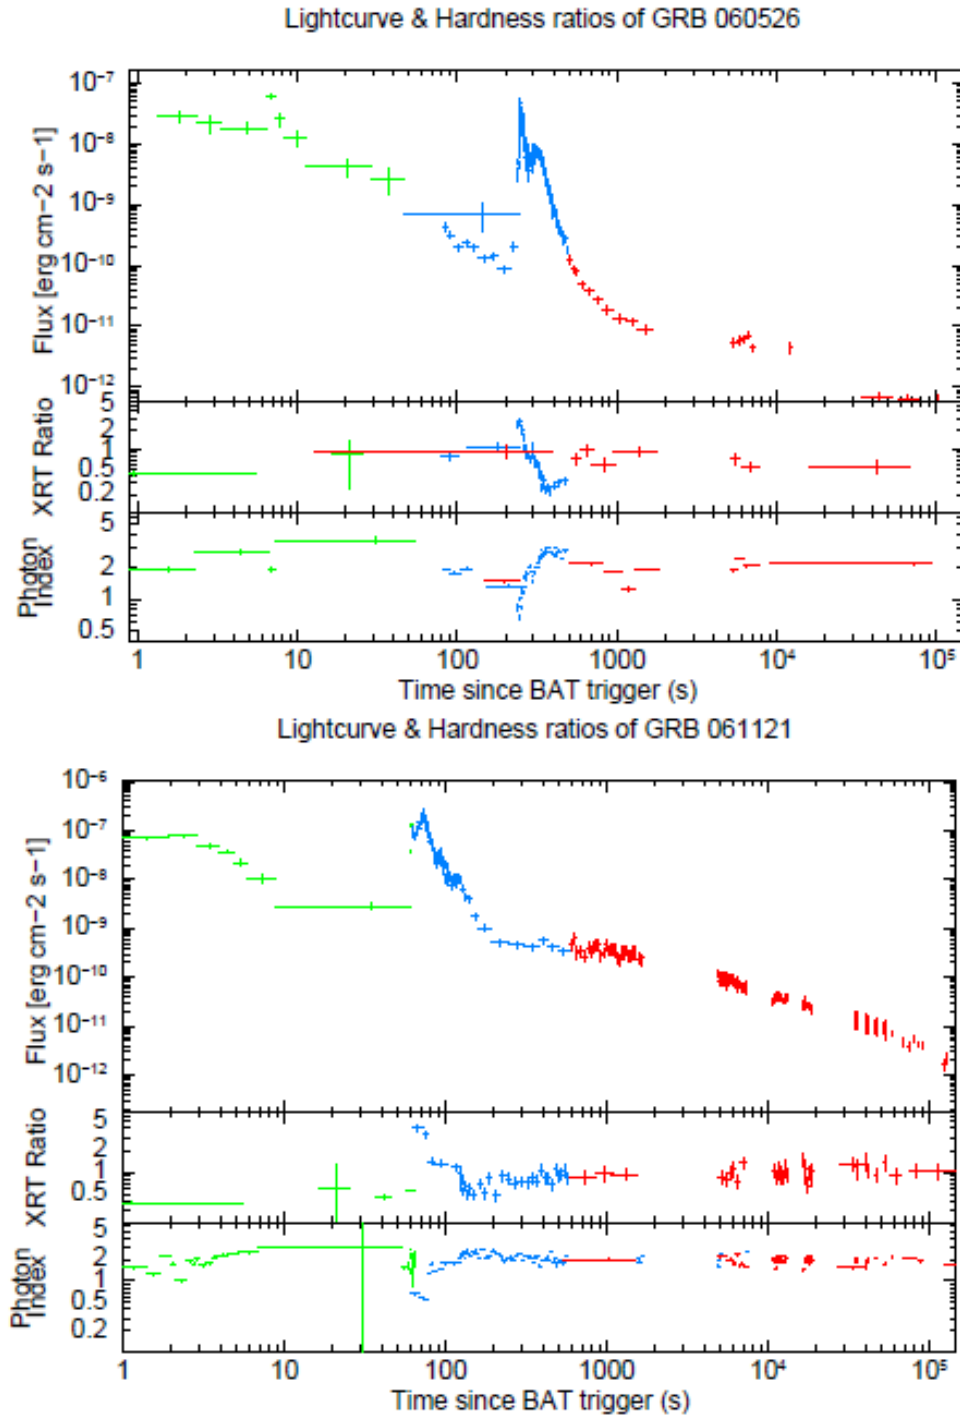 Lightcurve & Hardness ratios of GRB 060526
10⁻⁷
10⁻⁸
10⁻⁹
10⁻¹⁰
10⁻¹¹
10⁻¹²
Flux [erg cm−2 s−1]
5
2
1
0.5
0.2
XRT Ratio
5
2
1
0.5
Photon
Index
1 10 100 1000 10⁴ 10⁵
Time since BAT trigger (s)
Lightcurve & Hardness ratios of GRB 061121
10⁻⁶
10⁻⁷
10⁻⁸
10⁻⁹
10⁻¹⁰
10⁻¹¹
10⁻¹²
Flux [erg cm−2 s−1]
5
2
1
0.5
XRT Ratio
5
2
1
0.5
0.2
Photon
Index
1 10 100 1000 10⁴ 10⁵
Time since BAT trigger (s)